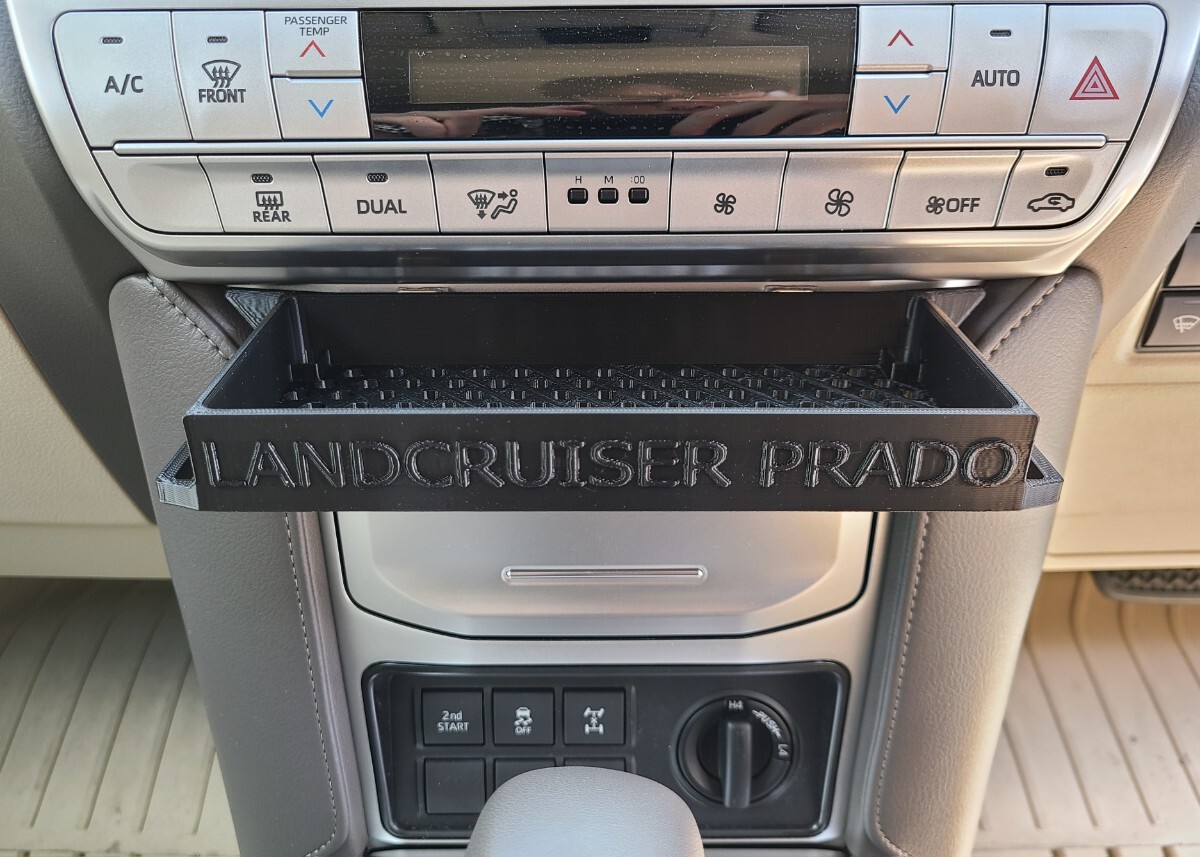 PASSENGER
TEMP
A/C
FRONT
AUTO
REAR
DUAL
H M :00
OFF
LANDCRUISER PRADO
2nd
START
OFF
H4
PUSH
L4